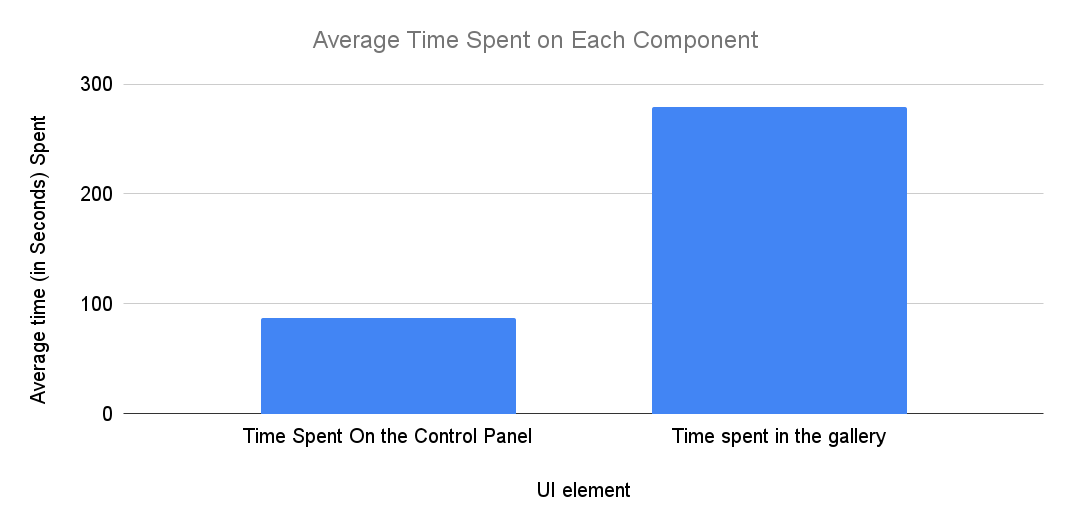 Average Time Spent on Each Component
Average time (in Seconds) Spent
300
200
100
0
Time Spent On the Control Panel
Time spent in the gallery
UI element